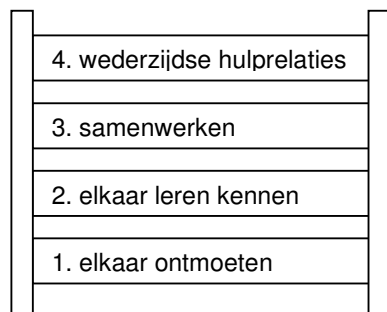 4. wederzijdse hulprelaties
3. samenwerken
2. elkaar leren kennen
1. elkaar ontmoeten